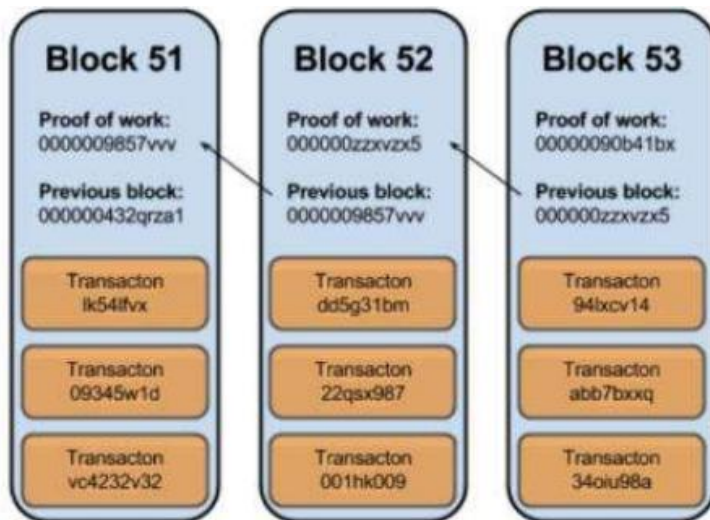 Block 51
Proof of work:
0000009857vvv
Previous block:
000000432qrza1
Transacton
lk54lfvx
Transacton
09345w1d
Transacton
vc4232v32
Block 52
Proof of work:
000000zzxvzx5
Previous block:
0000009857vvv
Transacton
dd5g31bm
Transacton
22qsx987
Transacton
001hk009
Block 53
Proof of work:
00000090b41bx
Previous block:
000000zzxvzx5
Transacton
94lxcv14
Transacton
abb7bxxq
Transacton
34oiu98a